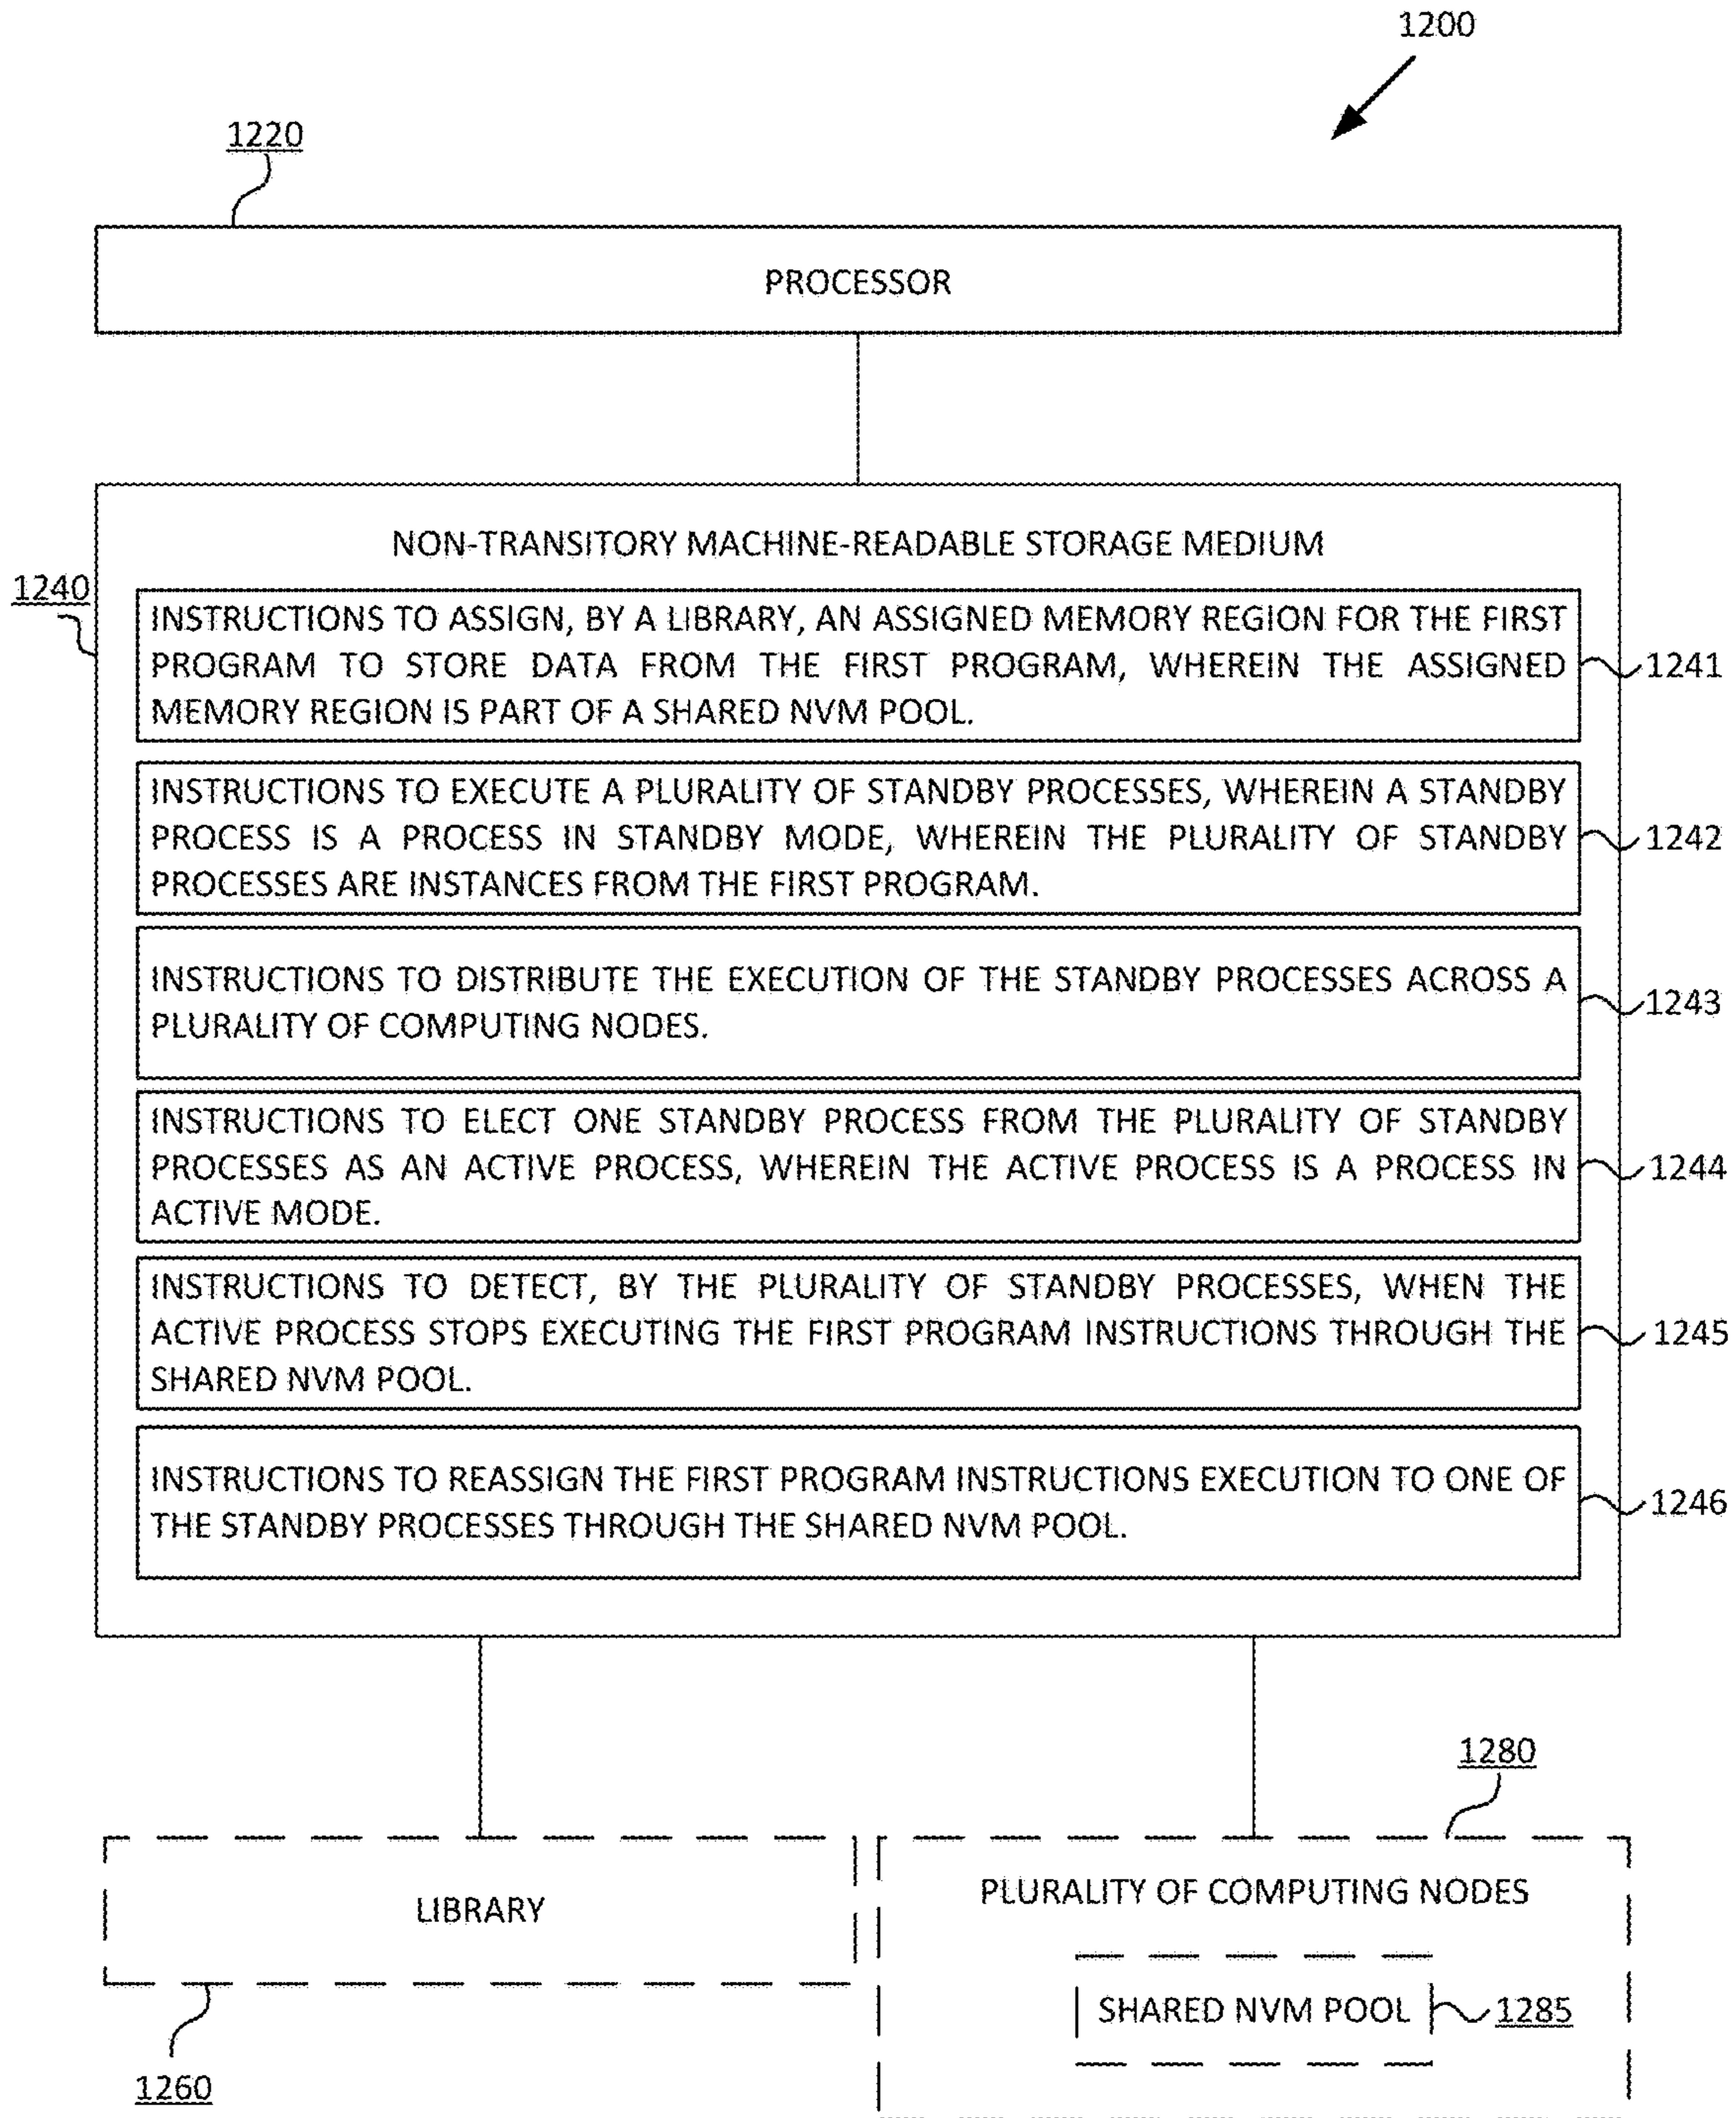 1200
1220
PROCESSOR
NON-TRANSITORY MACHINE-READABLE STORAGE MEDIUM
1240
INSTRUCTIONS TO ASSIGN, BY A LIBRARY, AN ASSIGNED MEMORY REGION FOR THE FIRST
PROGRAM TO STORE DATA FROM THE FIRST PROGRAM, WHEREIN THE ASSIGNED
MEMORY REGION IS PART OF A SHARED NVM POOL.
1241
INSTRUCTIONS TO EXECUTE A PLURALITY OF STANDBY PROCESSES, WHEREIN A STANDBY
PROCESS IS A PROCESS IN STANDBY MODE, WHEREIN THE PLURALITY OF STANDBY
PROCESSES ARE INSTANCES FROM THE FIRST PROGRAM.
1242
INSTRUCTIONS TO DISTRIBUTE THE EXECUTION OF THE STANDBY PROCESSES ACROSS A
PLURALITY OF COMPUTING NODES.
1243
INSTRUCTIONS TO ELECT ONE STANDBY PROCESS FROM THE PLURALITY OF STANDBY
PROCESSES AS AN ACTIVE PROCESS, WHEREIN THE ACTIVE PROCESS IS A PROCESS IN
ACTIVE MODE.
1244
INSTRUCTIONS TO DETECT, BY THE PLURALITY OF STANDBY PROCESSES, WHEN THE
ACTIVE PROCESS STOPS EXECUTING THE FIRST PROGRAM INSTRUCTIONS THROUGH THE
SHARED NVM POOL.
1245
INSTRUCTIONS TO REASSIGN THE FIRST PROGRAM INSTRUCTIONS EXECUTION TO ONE OF
THE STANDBY PROCESSES THROUGH THE SHARED NVM POOL.
1246
1280
LIBRARY
PLURALITY OF COMPUTING NODES
SHARED NVM POOL
1285
1260